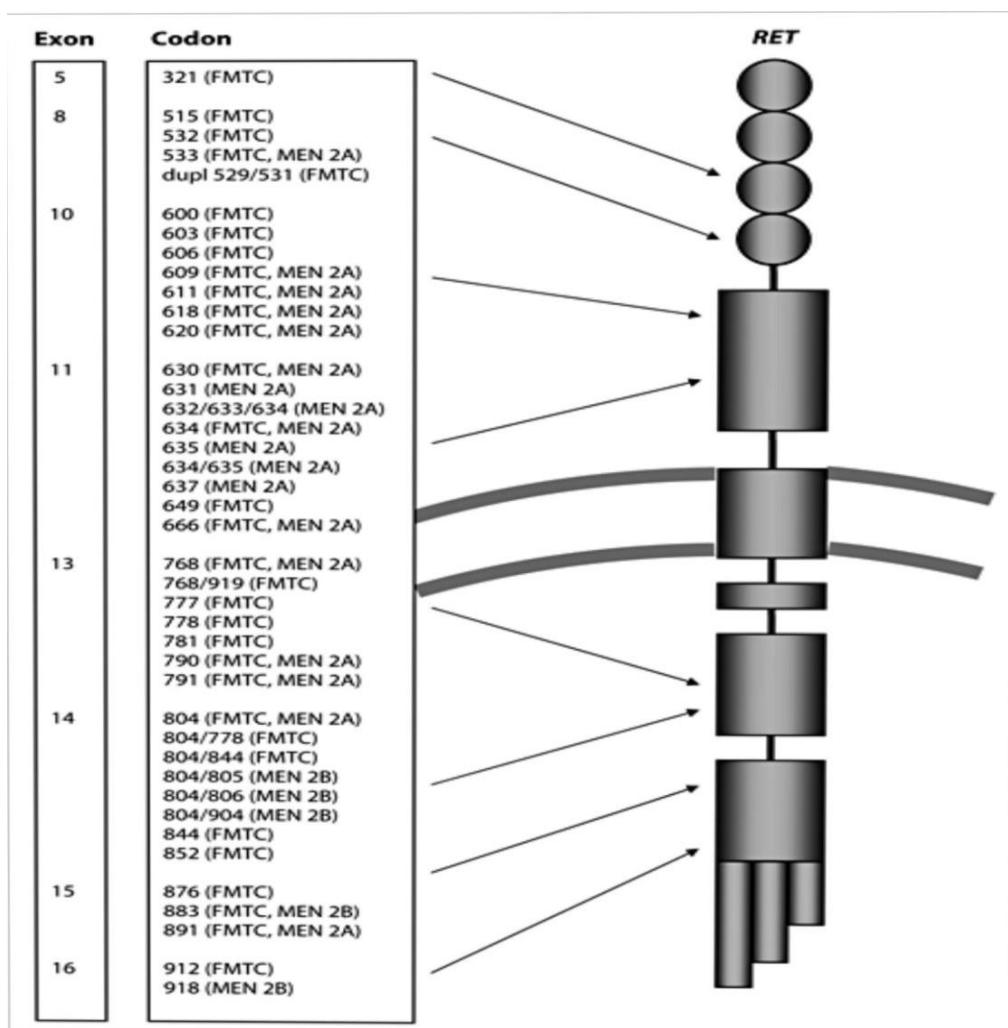 Exon Codon RET
5 321 (FMTC)
8 515 (FMTC)
532 (FMTC)
533 (FMTC, MEN 2A)
dupl 529/531 (FMTC)
10 600 (FMTC)
603 (FMTC)
606 (FMTC)
609 (FMTC, MEN 2A)
611 (FMTC, MEN 2A)
618 (FMTC, MEN 2A)
620 (FMTC, MEN 2A)
11 630 (FMTC, MEN 2A)
631 (MEN 2A)
632/633/634 (MEN 2A)
634 (FMTC, MEN 2A)
635 (MEN 2A)
634/635 (MEN 2A)
637 (MEN 2A)
649 (FMTC)
666 (FMTC, MEN 2A)
13 768 (FMTC, MEN 2A)
768/919 (FMTC)
777 (FMTC)
778 (FMTC)
781 (FMTC)
790 (FMTC, MEN 2A)
791 (FMTC, MEN 2A)
14 804 (FMTC, MEN 2A)
804/778 (FMTC)
804/844 (FMTC)
804/805 (MEN 2B)
804/806 (MEN 2B)
804/904 (MEN 2B)
844 (FMTC)
852 (FMTC)
15 876 (FMTC)
883 (FMTC, MEN 2B)
891 (FMTC, MEN 2A)
16 912 (FMTC)
918 (MEN 2B)